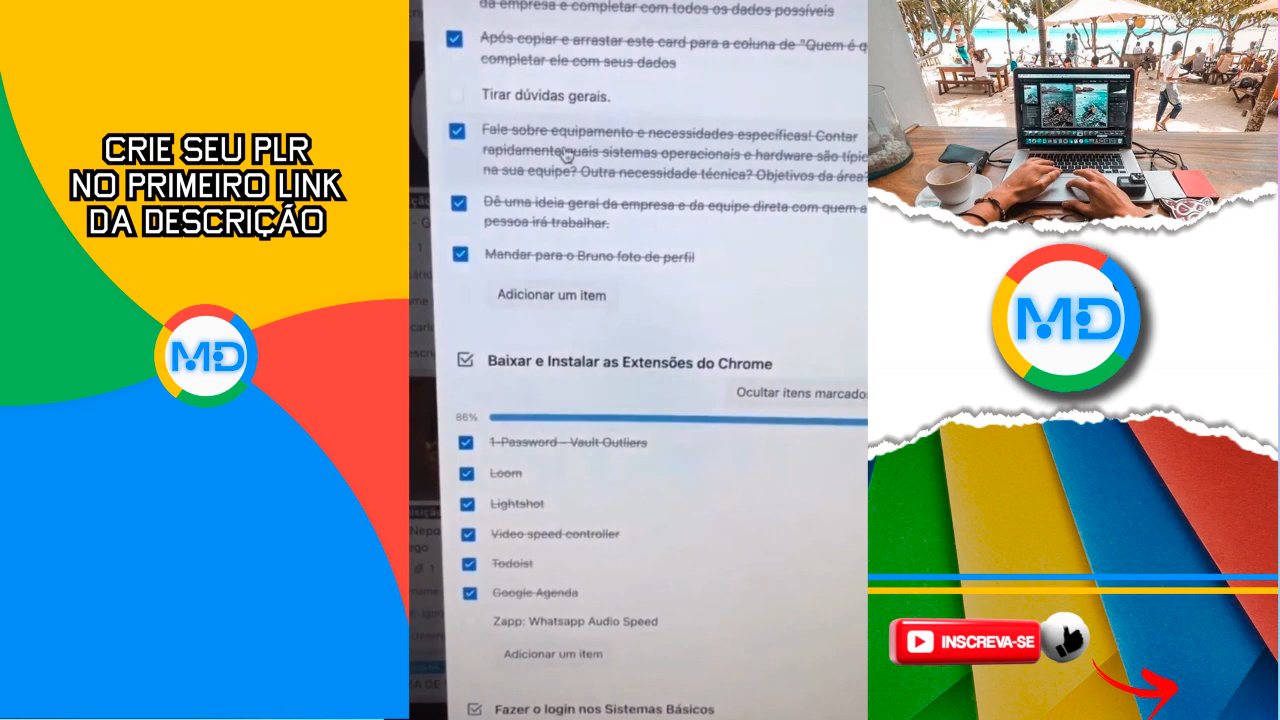 CRIE SEU PLR
NO PRIMEIRO LINK
DA DESCRIÇÃO
MD
da empresa e completar com todos os dados possíveis
Após copiar e arrastar este card para a coluna de "Quem é q
completar ele com seus dados
Tirar dúvidas gerais.
Fale sobre equipamento e necessidades específicas! Contar
rapidamente quais sistemas operacionais e hardware são típic
na sua equipe? Outra necessidade técnica? Objetivos da área?
Dê uma ideia geral da empresa e da equipe direta com quem a
pessoa irá trabalhar.
Mandar para o Bruno foto de perfil
Adicionar um item
Baixar e Instalar as Extensões do Chrome
Ocultar itens marcados
86%
1-Password - Vault Outliers
Loom
Lightshot
Video speed controller
Todoist
Google Agenda
Zapp: Whatsapp Audio Speed
Adicionar um item
Fazer o login nos Sistemas Básicos
MD
INSCREVA-SE